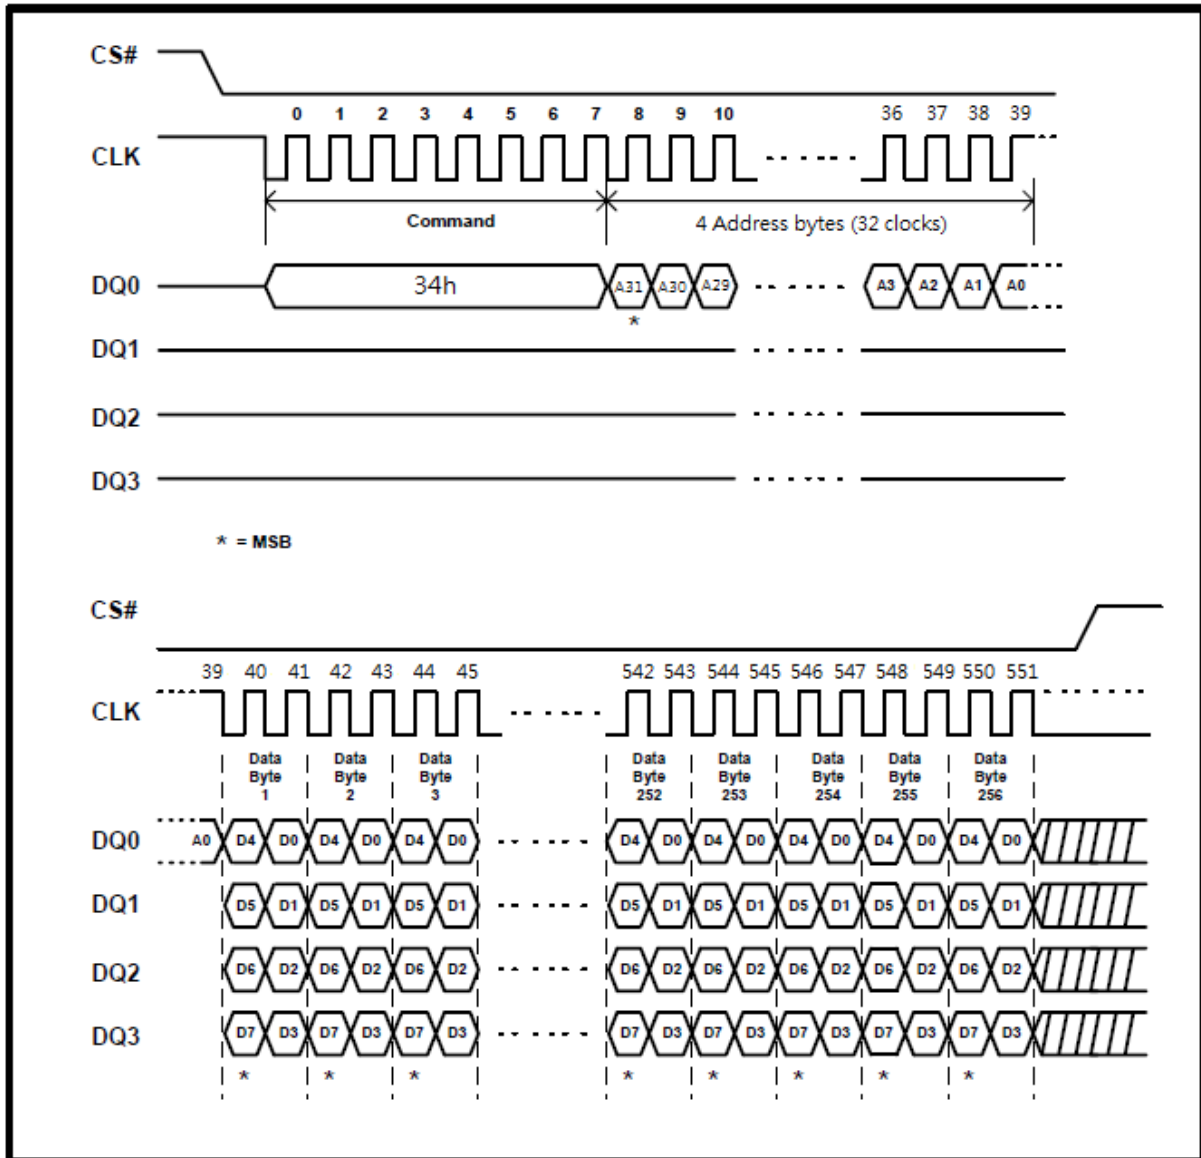 CS#
0 1 2 3 4 5 6 7 8 9 10 36 37 38 39
CLK
Command 4 Address bytes (32 clocks)
DQ0 34h A31 A30 A29 A3 A2 A1 A0
*
DQ1
DQ2
DQ3
* = MSB
CS#
39 40 41 42 43 44 45 542 543 544 545 546 547 548 549 550 551
CLK
Data Data Data Data Data Data Data Data
Byte Byte Byte Byte Byte Byte Byte Byte
1 2 3 252 253 254 255 256
DQ0 A0 D4 D0 D4 D0 D4 D0 D4 D0 D4 D0 D4 D0 D4 D0 D4 D0
DQ1 D5 D1 D5 D1 D5 D1 D5 D1 D5 D1 D5 D1 D5 D1 D5 D1
DQ2 D6 D2 D6 D2 D6 D2 D6 D2 D6 D2 D6 D2 D6 D2 D6 D2
DQ3 D7 D3 D7 D3 D7 D3 D7 D3 D7 D3 D7 D3 D7 D3 D7 D3
* * * * * * * *